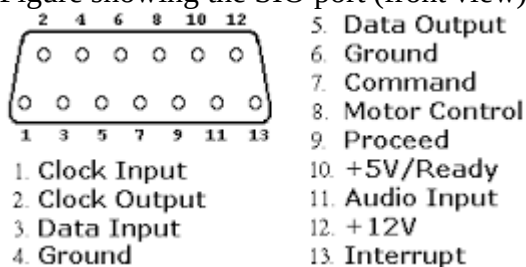 Figure showing the SIO port (front view)
2 4 6 8 10 12
1 3 5 7 9 11 13
1. Clock Input
2. Clock Output
3. Data Input
4. Ground
5. Data Output
6. Ground
7. Command
8. Motor Control
9. Proceed
10. +5V/Ready
11. Audio Input
12. +12V
13. Interrupt